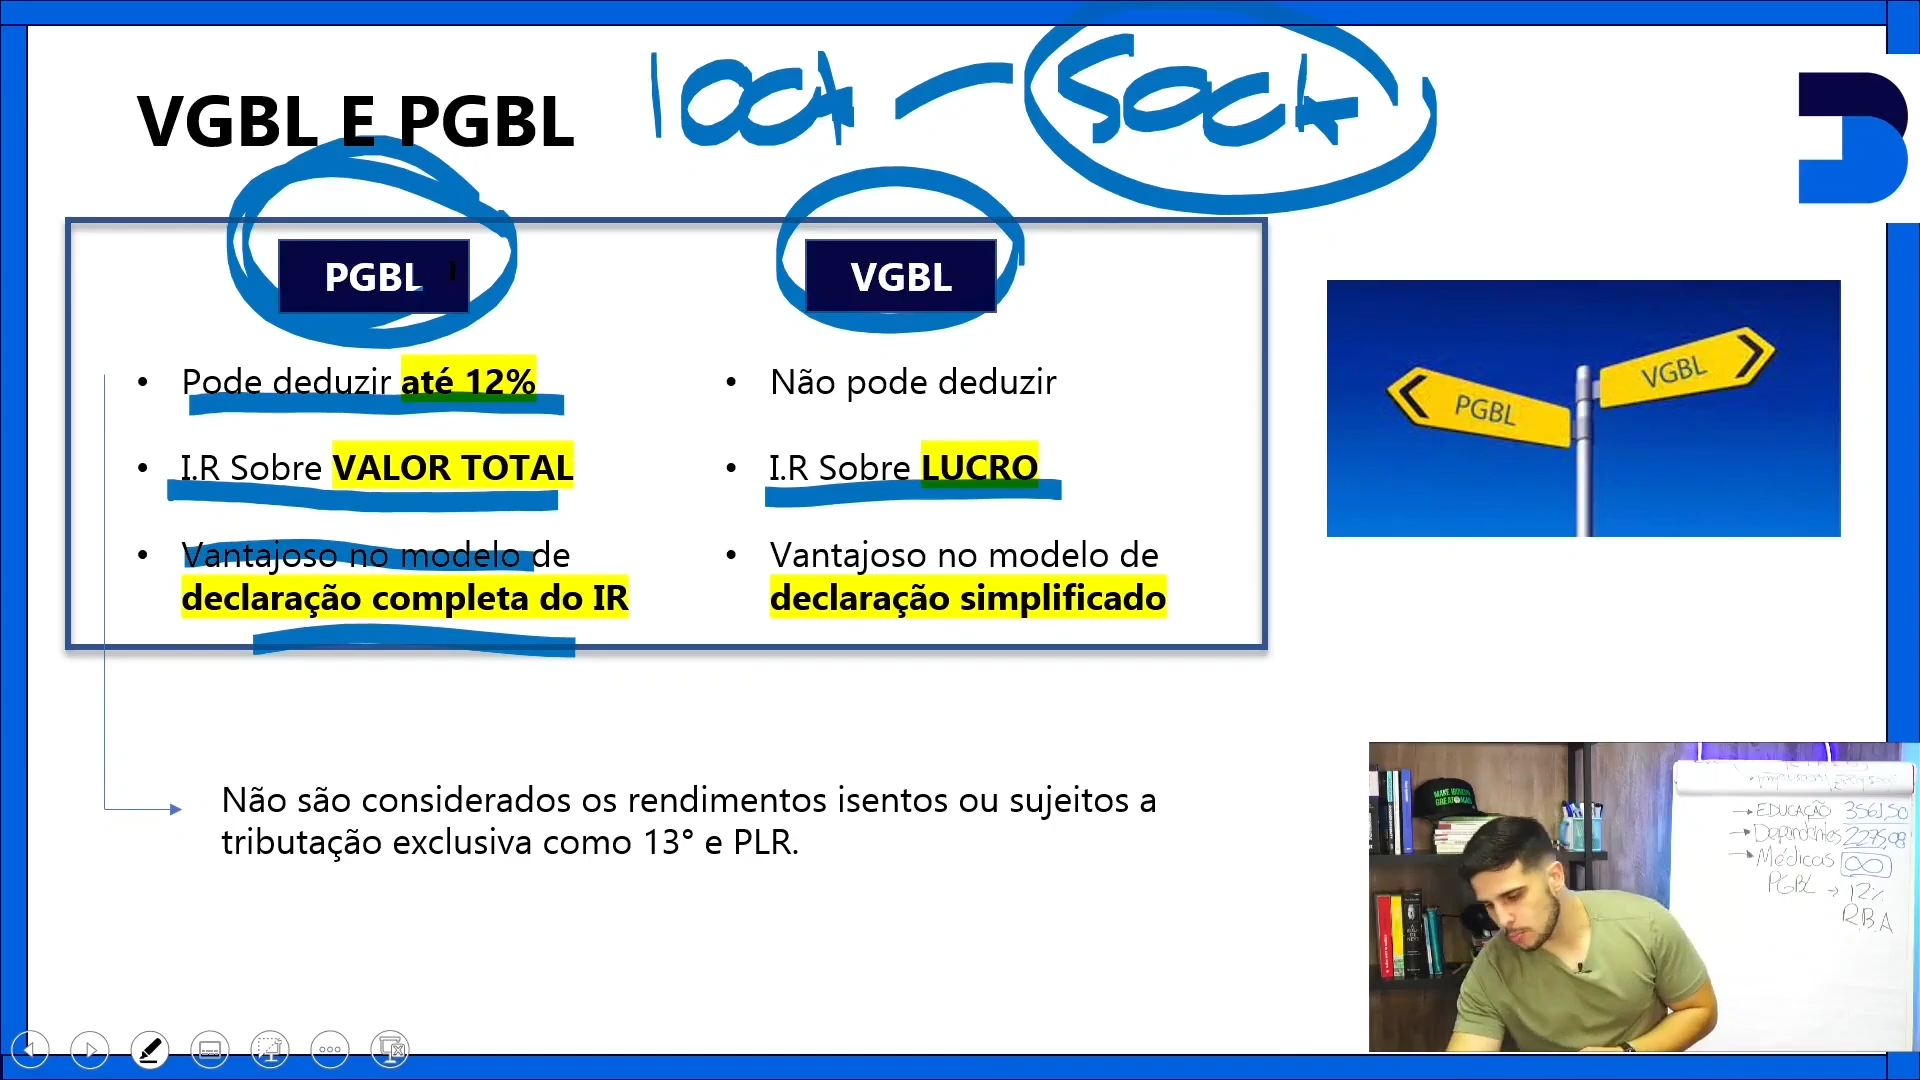 VGBL E PGBL
100k - 50k
PGBL
VGBL
• Pode deduzir até 12%
• I.R Sobre VALOR TOTAL
• Vantajoso no modelo de
declaração completa do IR
• Não pode deduzir
• I.R Sobre LUCRO
• Vantajoso no modelo de
declaração simplificado
PGBL
VGBL
Não são considerados os rendimentos isentos ou sujeitos a
tributação exclusiva como 13° e PLR.
→ EDUCAÇÃO 3561,50
→ Dependentes 2275,08
→ Médicas ∞
PGBL → 12%
R.B.A